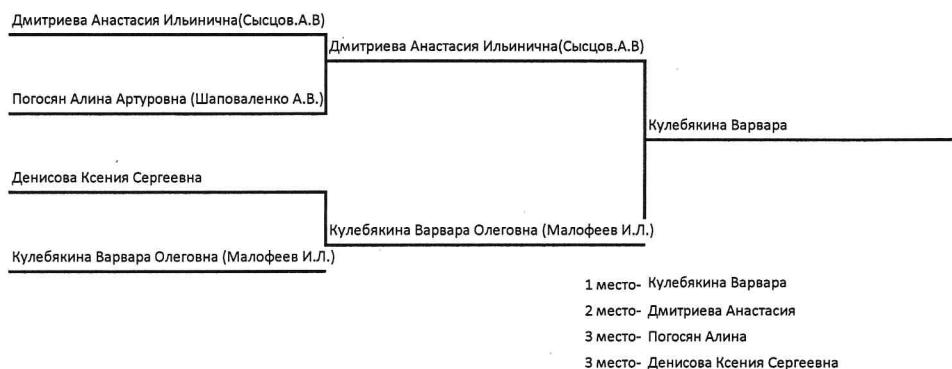 Дмитриева Анастасия Ильинична(Сысцов.А.В)
Дмитриева Анастасия Ильинична(Сысцов.А.В)
Погосян Алина Артуровна (Шаповаленко А.В.)
Кулебякина Варвара
Денисова Ксения Сергеевна
Кулебякина Варвара Олеговна (Малофеев И.Л.)
Кулебякина Варвара Олеговна (Малофеев И.Л.)
1 место- Кулебякина Варвара
2 место- Дмитриева Анастасия
3 место- Погосян Алина
3 место- Денисова Ксения Сергеевна